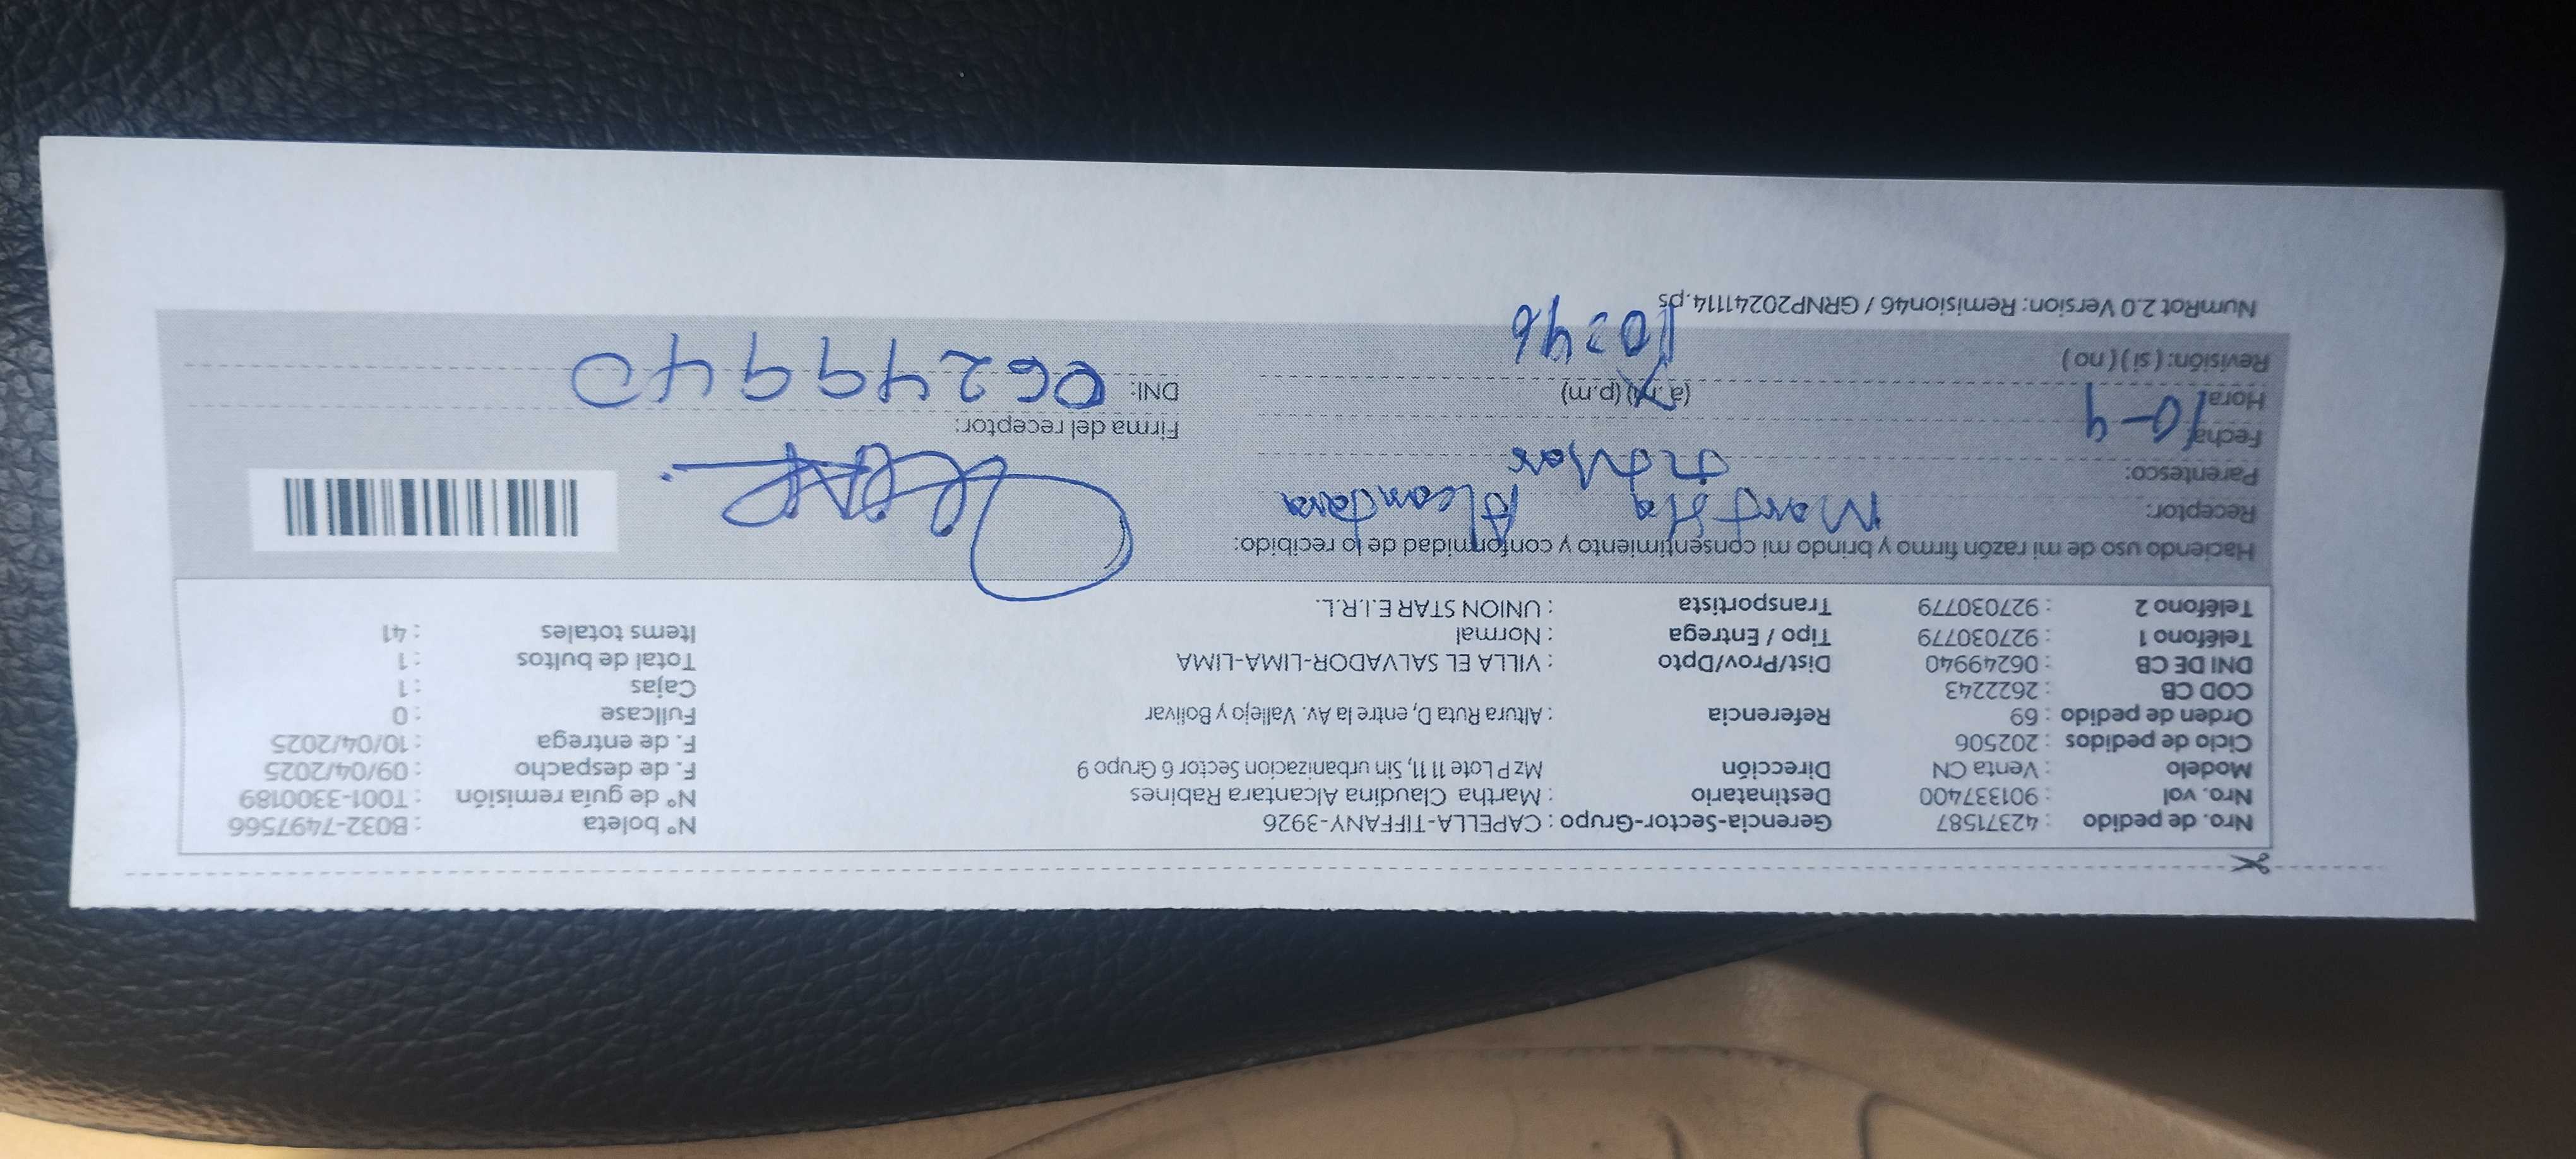 Nro. de pedido : 42371587 Gerencia-Sector-Grupo : CAPELLA-TIFFANY-3926 N° boleta : B032-7497566
Nro. vol : 901337400 Destinatario : Martha Claudina Alcantara Rabines N° de guía remisión : T001-3300189
Modelo : Venta CN Dirección Mz P Lote 11 11, Sin urbanizacion Sector 6 Grupo 9 F. de despacho : 09/04/2025
Ciclo de pedidos : 202506 F. de entrega : 10/04/2025
Orden de pedido : 69 Referencia : Altura Ruta D, entre la Av. Vallejo y Bolivar Fullcase : 0
COD CB : 2622243 Cajas : 1
DNI DE CB : 06249940 Dist/Prov/Dpto : VILLA EL SALVADOR-LIMA-LIMA Total de bultos : 1
Teléfono 1 : 927030779 Tipo / Entrega : Normal Items totales : 41
Teléfono 2 : 927030779 Transportista : UNION STAR E.I.R.L.
Haciendo uso de mi razón firmo y brindo mi consentimiento y conformidad de lo recibido:
Receptor: Martha Alcantara
Parentesco: titular
Fecha 10-4 Firma del receptor:
Hora (a.m) (p.m) DNI: 06249940
Revisión: ( si ) ( no ) 10:46
NumRot 2.0 Version: Remision46 / GRNP20241114.ps